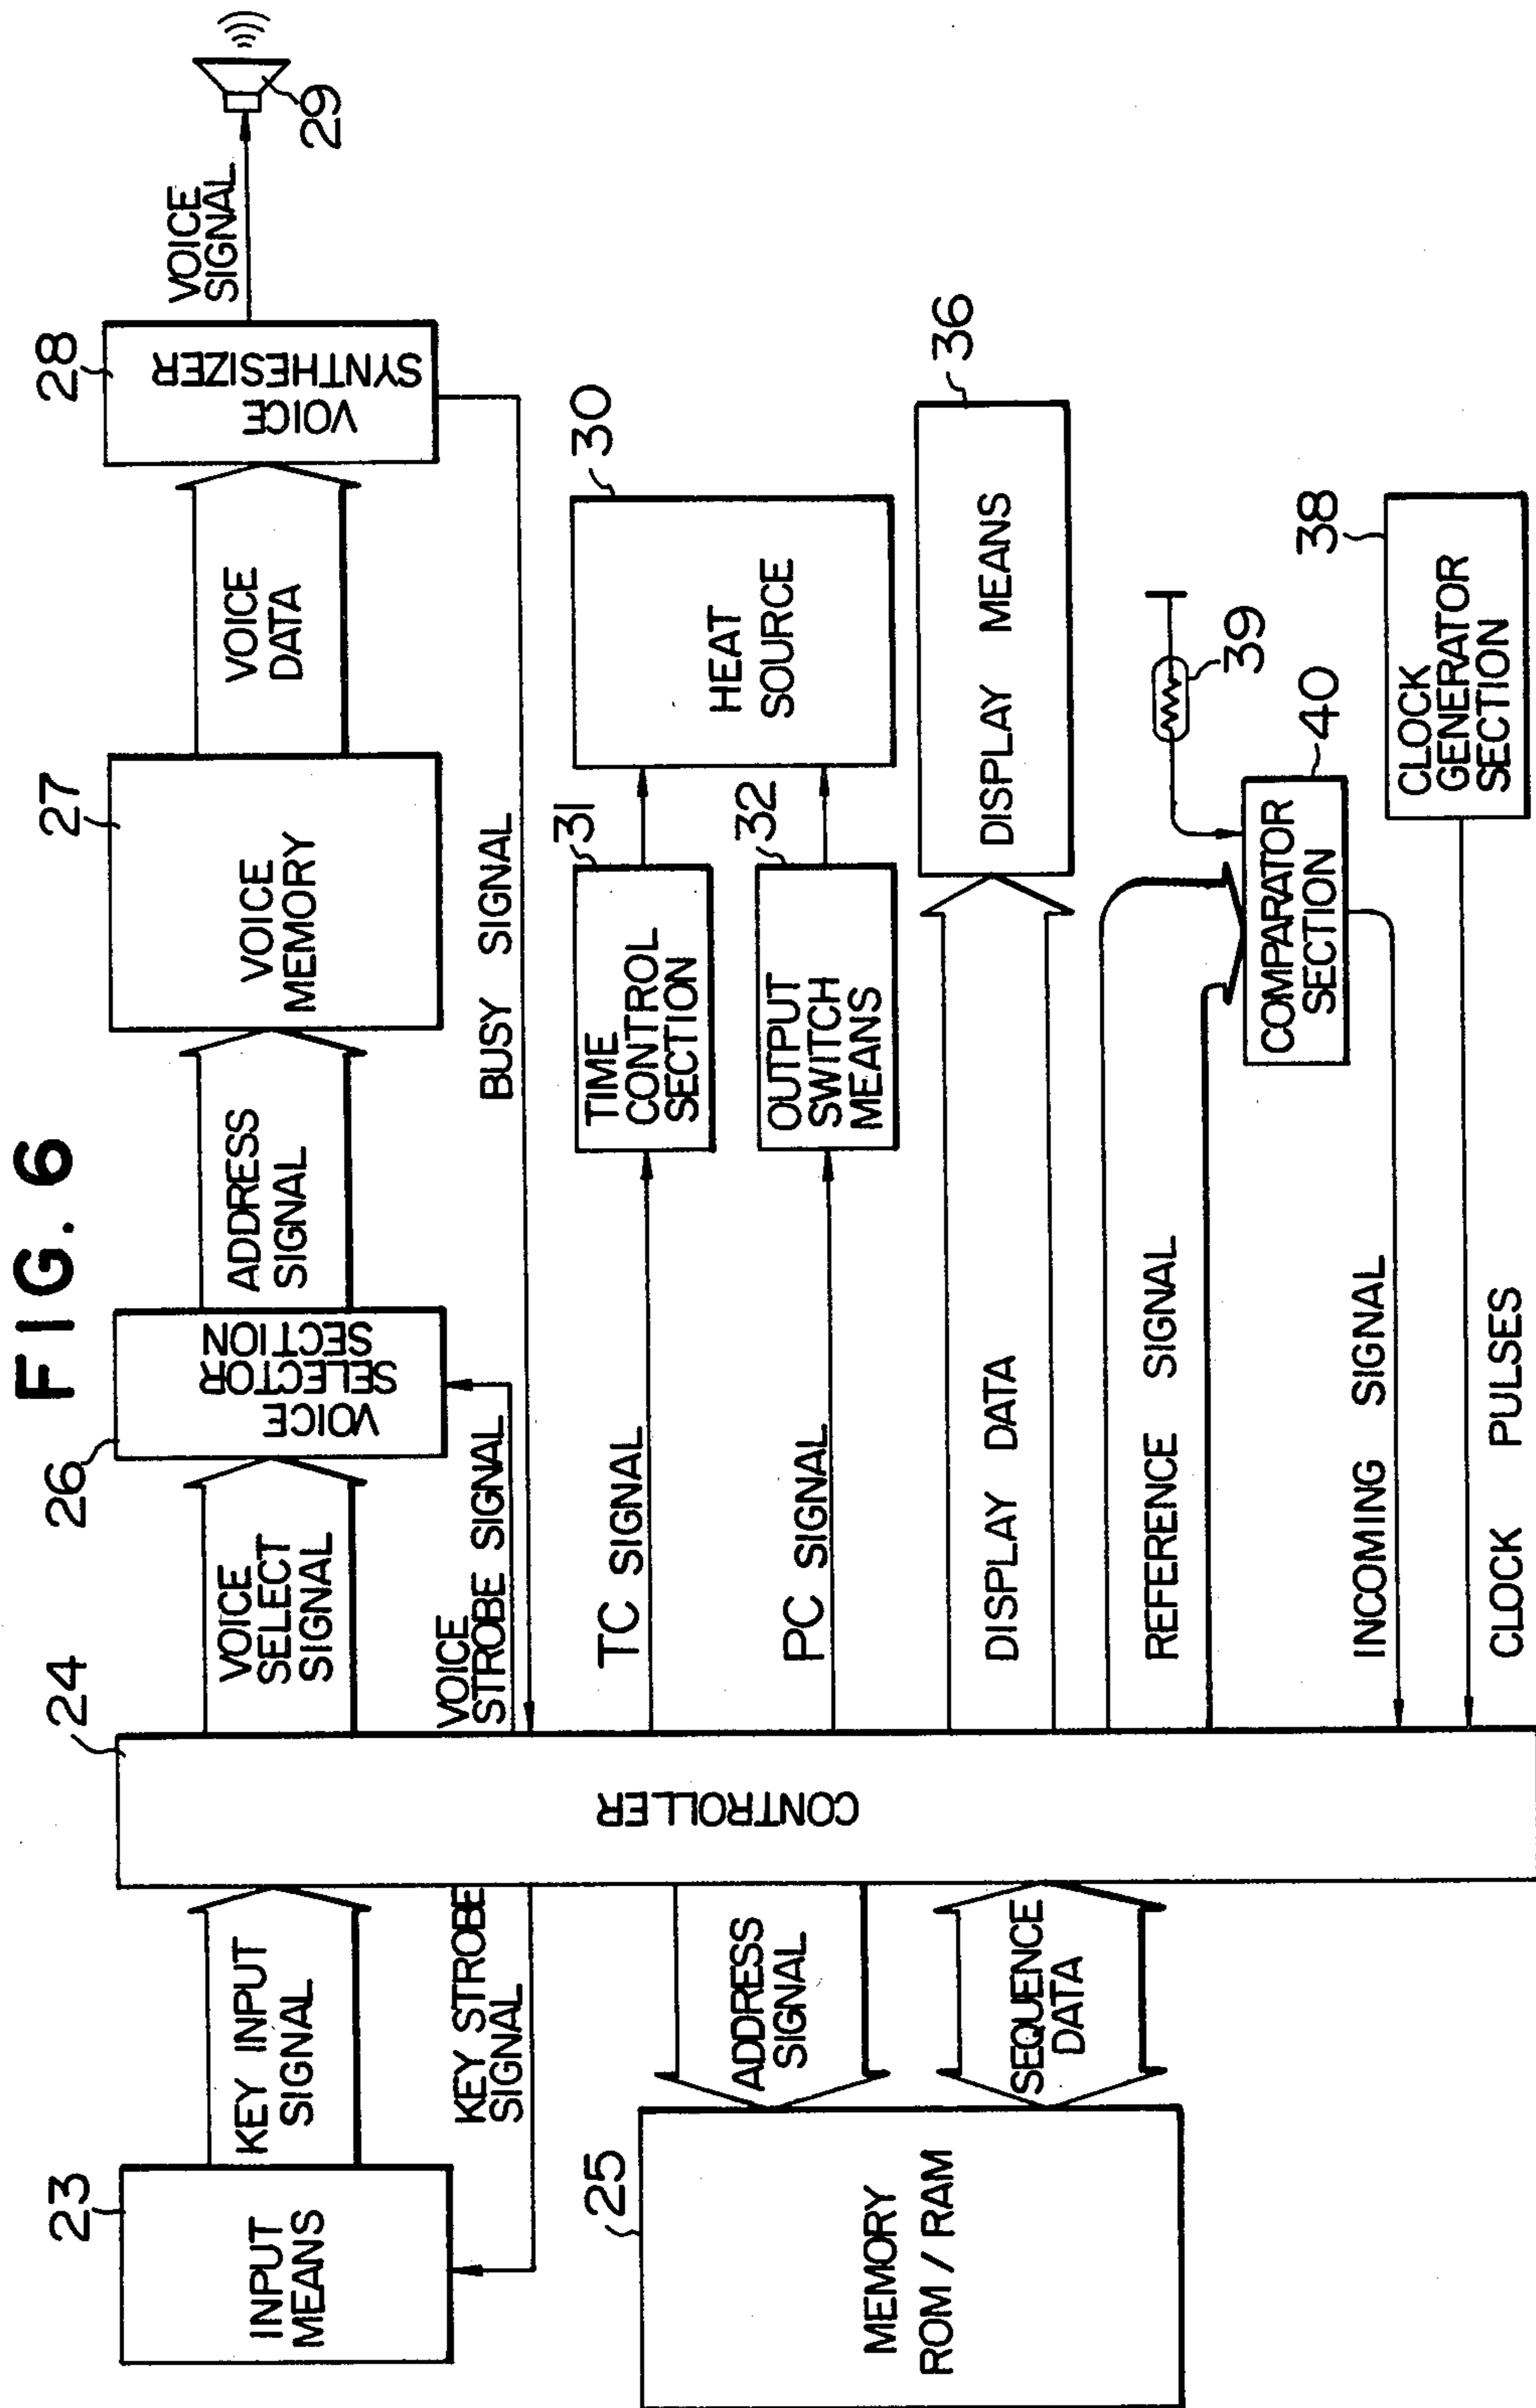 FIG. 6
23
INPUT
MEANS
KEY INPUT
SIGNAL
KEY STROBE
SIGNAL
24
CONTROLLER
25
MEMORY
ROM / RAM
ADDRESS
SIGNAL
SEQUENCE
DATA
VOICE
SELECT
SIGNAL
VOICE
STROBE SIGNAL
26
VOICE
SELECTOR
SECTION
ADDRESS
SIGNAL
27
VOICE
MEMORY
VOICE
DATA
28
VOICE
SYNTHESIZER
VOICE
SIGNAL
29
BUSY SIGNAL
TC SIGNAL
31
TIME
CONTROL
SECTION
PC SIGNAL
32
OUTPUT
SWITCH
MEANS
30
HEAT
SOURCE
DISPLAY DATA
36
DISPLAY MEANS
REFERENCE SIGNAL
39
40
COMPARATOR
SECTION
INCOMING SIGNAL
38
CLOCK
GENERATOR
SECTION
CLOCK PULSES